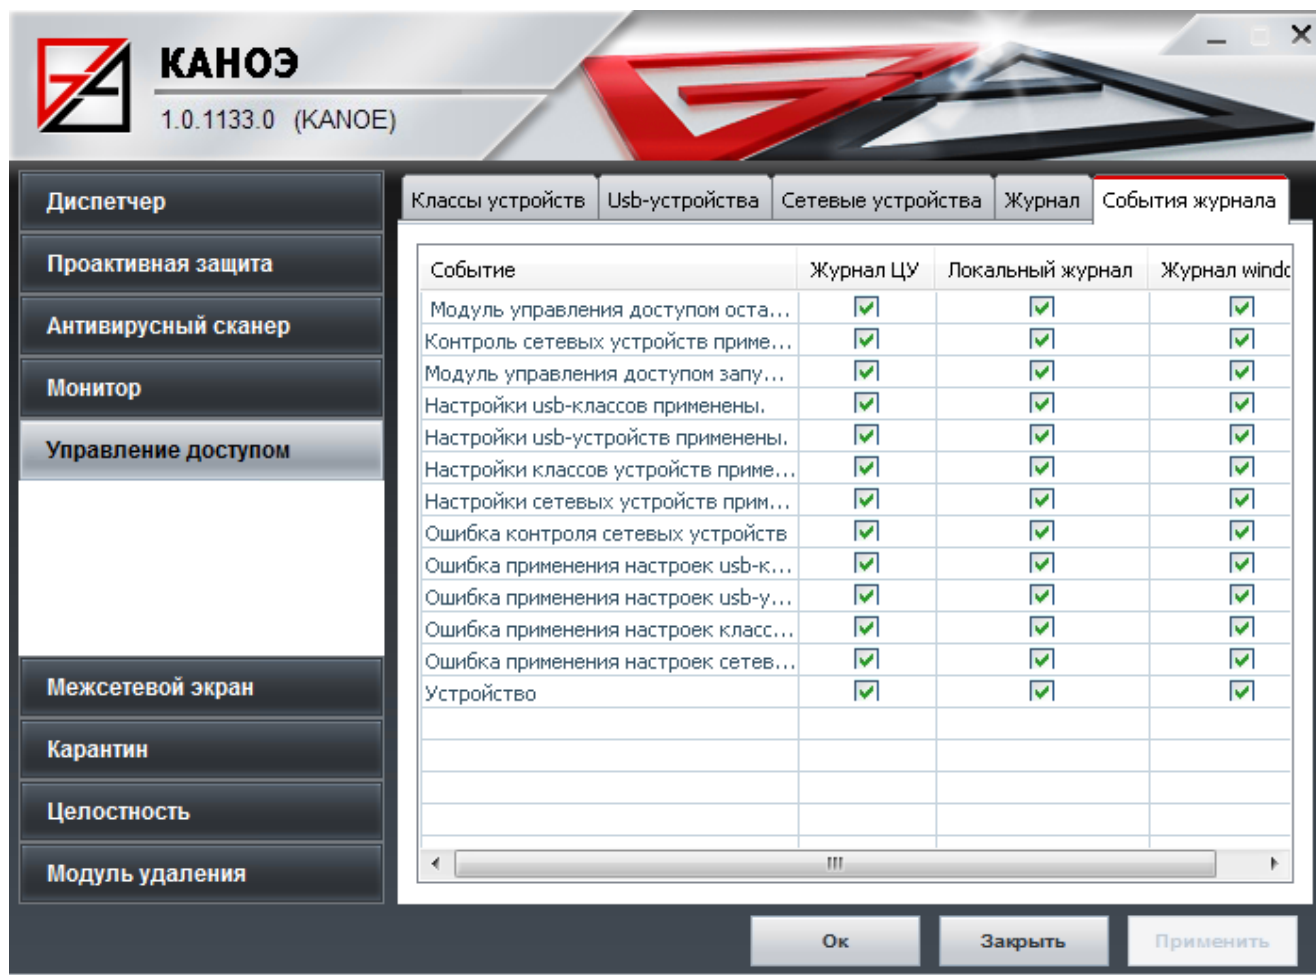 КАНОЭ
1.0.1133.0 (KANOE)
Диспетчер
Проактивная защита
Антивирусный сканер
Монитор
Управление доступом
Межсетевой экран
Карантин
Целостность
Модуль удаления
Классы устройств Usb-устройства Сетевые устройства Журнал События журнала
Событие Журнал ЦУ Локальный журнал Журнал windo
Модуль управления доступом оста...
Контроль сетевых устройств приме...
Модуль управления доступом запу...
Настройки usb-классов применены.
Настройки usb-устройств применены.
Настройки классов устройств приме...
Настройки сетевых устройств прим...
Ошибка контроля сетевых устройств
Ошибка применения настроек usb-к...
Ошибка применения настроек usb-у...
Ошибка применения настроек класс...
Ошибка применения настроек сетев...
Устройство
Ок Закрыть Применить